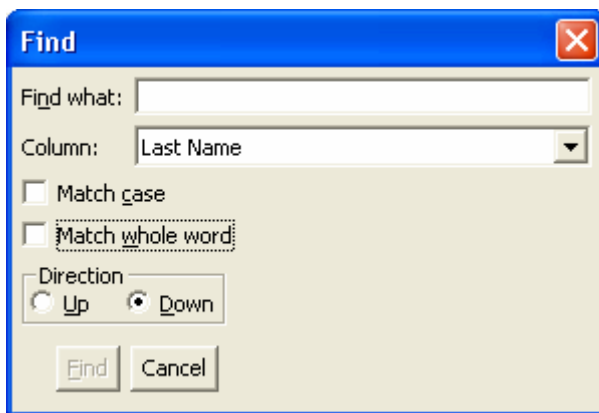 Find
Find what:
Column: Last Name
Match case
Match whole word
Direction
Up Down
Find Cancel